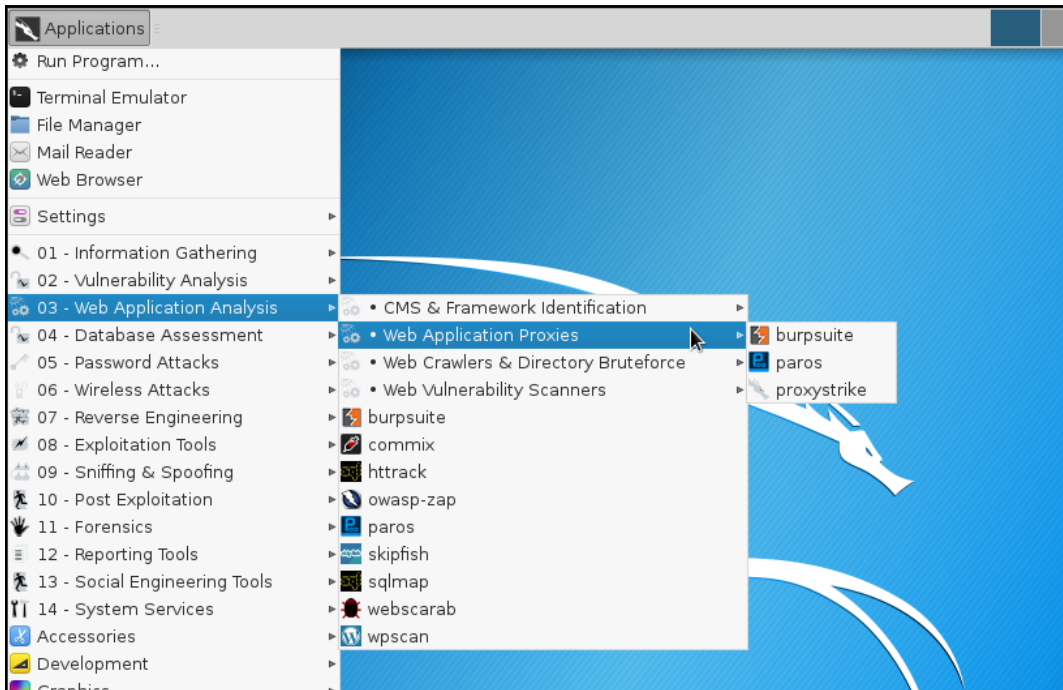 Applications
Run Program...
Terminal Emulator
File Manager
Mail Reader
Web Browser
Settings
01 - Information Gathering
02 - Vulnerability Analysis
03 - Web Application Analysis
04 - Database Assessment
05 - Password Attacks
06 - Wireless Attacks
07 - Reverse Engineering
08 - Exploitation Tools
09 - Sniffing & Spoofing
10 - Post Exploitation
11 - Forensics
12 - Reporting Tools
13 - Social Engineering Tools
14 - System Services
Accessories
Development
Graphics
• CMS & Framework Identification
• Web Application Proxies
• Web Crawlers & Directory Bruteforce
• Web Vulnerability Scanners
burpsuite
commix
httrack
owasp-zap
paros
skipfish
sqlmap
webscarab
wpscan
burpsuite
paros
proxystrike